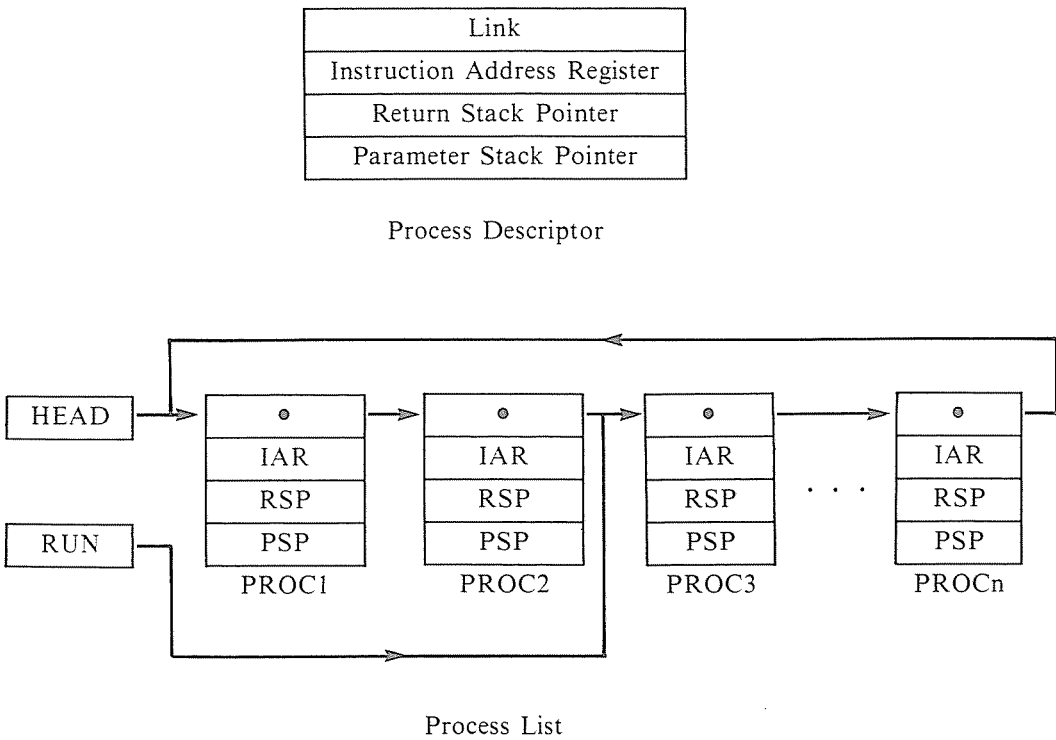 Link
Instruction Address Register
Return Stack Pointer
Parameter Stack Pointer
Process Descriptor
HEAD
IAR IAR IAR IAR
RSP RSP RSP . . . RSP
RUN PSP PSP PSP PSP
PROC1 PROC2 PROC3 PROCn
Process List